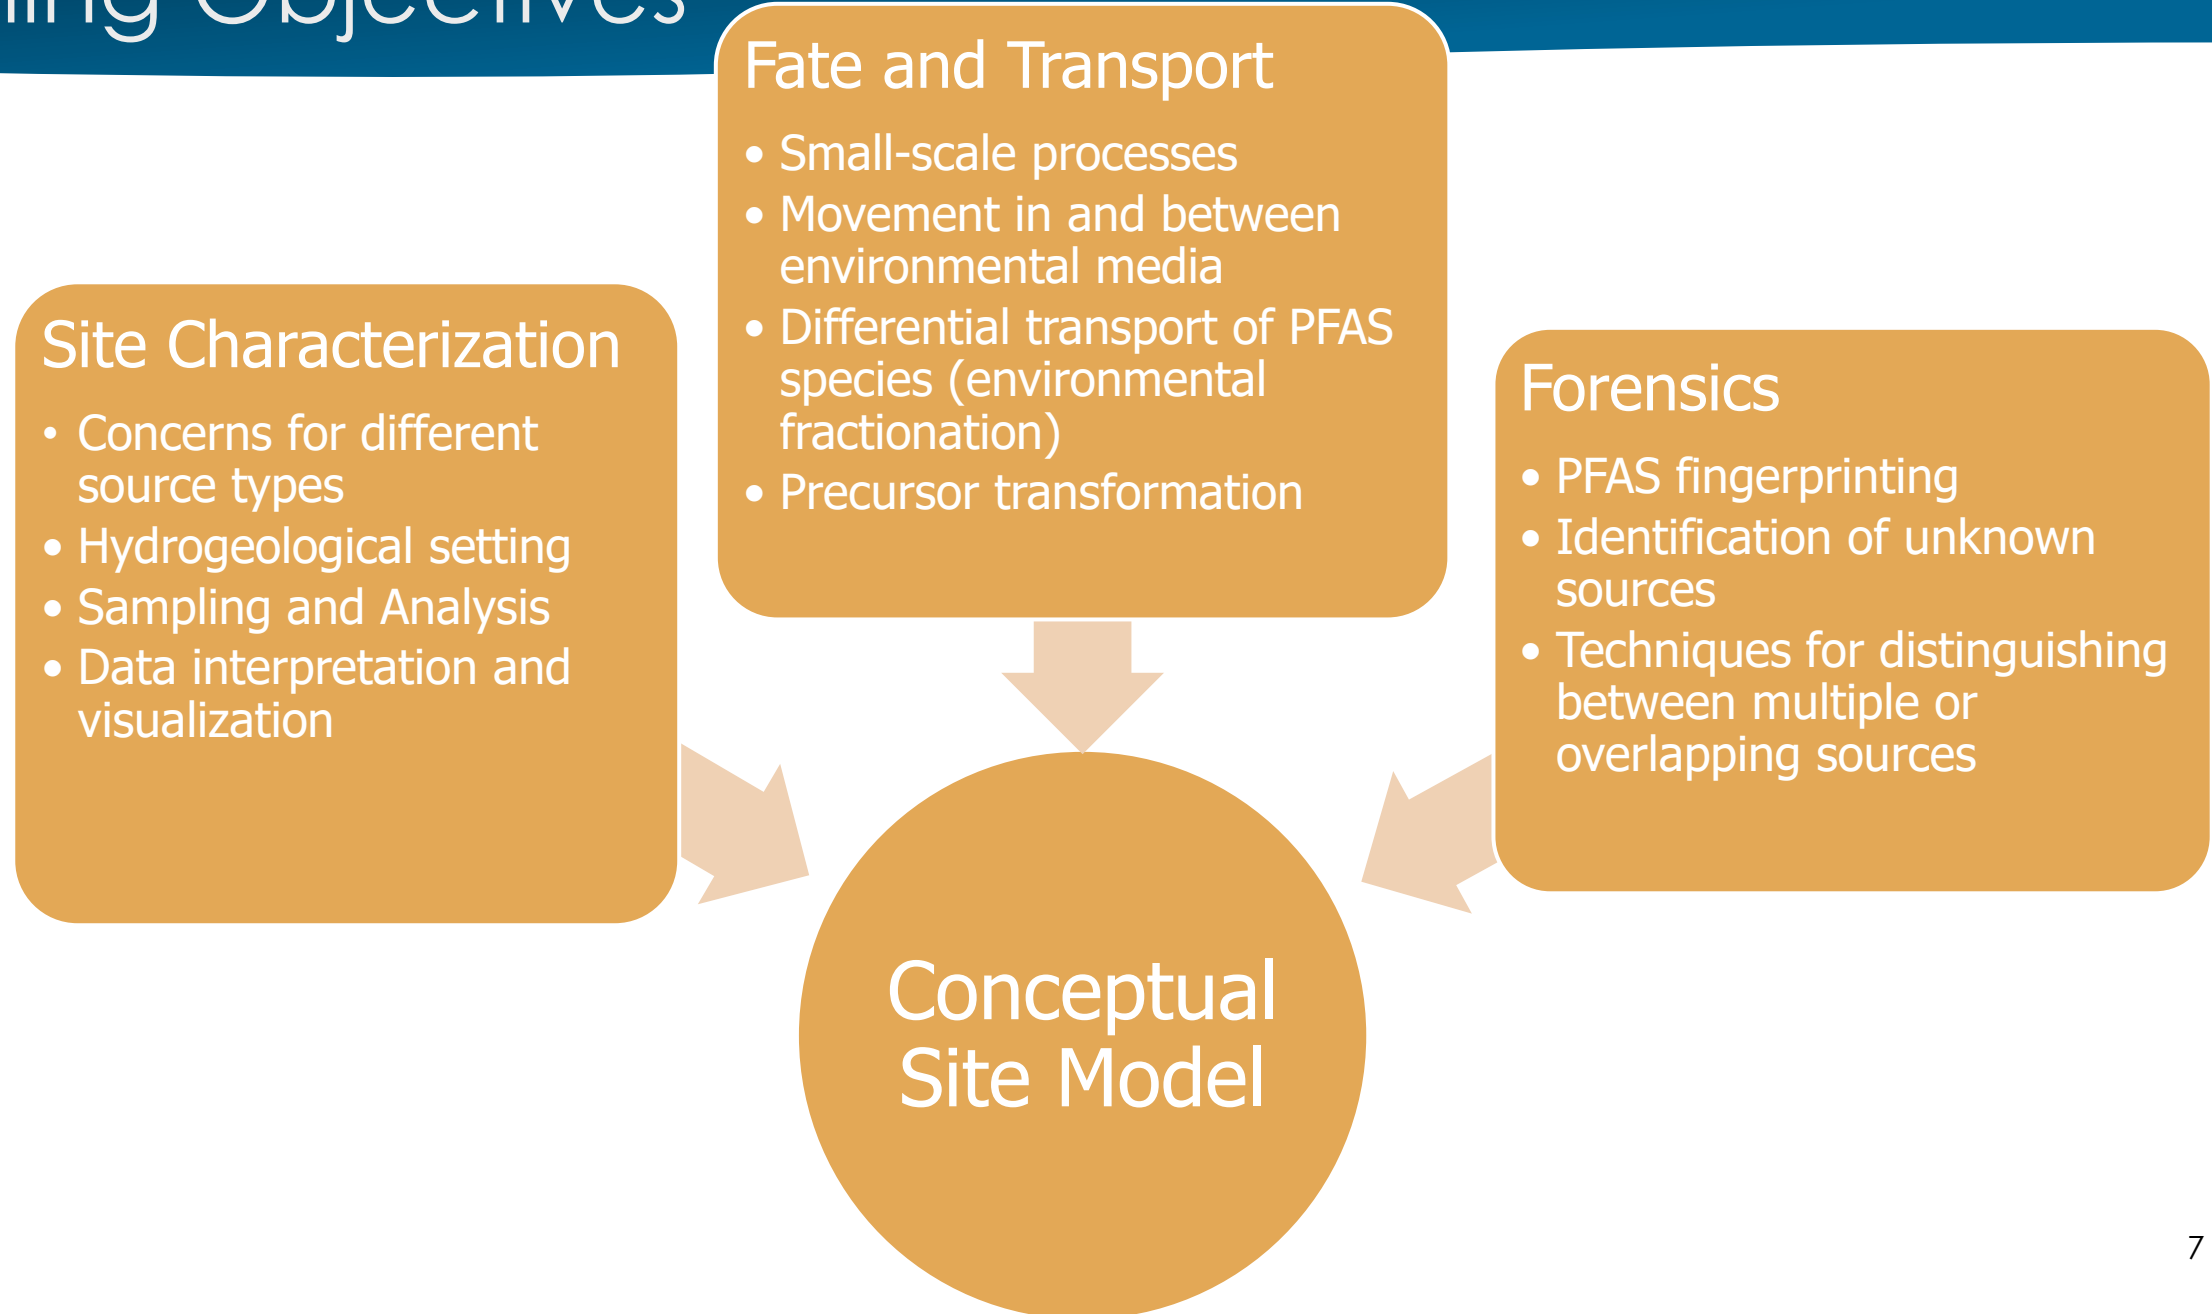 Objectives
Fate and Transport
• Small-scale processes
• Movement in and between
environmental media
• Differential transport of PFAS
species (environmental
fractionation)
• Precursor transformation
Site Characterization
• Concerns for different
source types
• Hydrogeological setting
• Sampling and Analysis
• Data interpretation and
visualization
Forensics
• PFAS fingerprinting
• Identification of unknown
sources
• Techniques for distinguishing
between multiple or
overlapping sources
Conceptual
Site Model
7